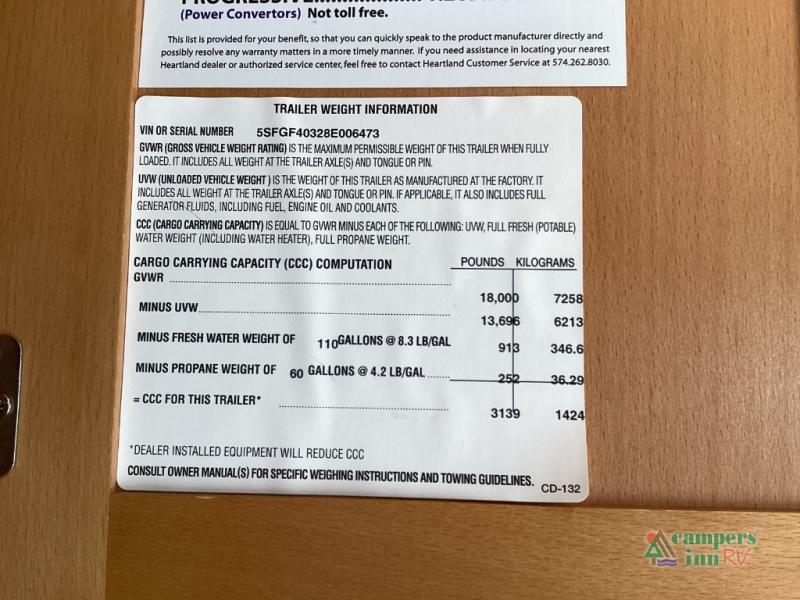 (Power Convertors) Not toll free.
This list is provided for your benefit, so that you can quickly speak to the product manufacturer directly and
possibly resolve any warranty matters in a more timely manner. If you need assistance in locating your nearest
Heartland dealer or authorized service center, feel free to contact Heartland Customer Service at 574.262.8030.
TRAILER WEIGHT INFORMATION
VIN OR SERIAL NUMBER 5SFGF40328E006473
GVWR (GROSS VEHICLE WEIGHT RATING) IS THE MAXIMUM PERMISSIBLE WEIGHT OF THIS TRAILER WHEN FULLY
LOADED. IT INCLUDES ALL WEIGHT AT THE TRAILER AXLE(S) AND TONGUE OR PIN.
UVW (UNLOADED VEHICLE WEIGHT ) IS THE WEIGHT OF THIS TRAILER AS MANUFACTURED AT THE FACTORY. IT
INCLUDES ALL WEIGHT AT THE TRAILER AXLE(S) AND TONGUE OR PIN. IF APPLICABLE, IT ALSO INCLUDES FULL
GENERATOR FLUIDS, INCLUDING FUEL, ENGINE OIL AND COOLANTS.
CCC (CARGO CARRYING CAPACITY) IS EQUAL TO GVWR MINUS EACH OF THE FOLLOWING: UVW, FULL FRESH (POTABLE)
WATER WEIGHT (INCLUDING WATER HEATER), FULL PROPANE WEIGHT.
CARGO CARRYING CAPACITY (CCC) COMPUTATION POUNDS KILOGRAMS
GVWR 18,000 7258
MINUS UVW 13,696 6213
MINUS FRESH WATER WEIGHT OF 110 GALLONS @ 8.3 LB/GAL 913 346.6
MINUS PROPANE WEIGHT OF 60 GALLONS @ 4.2 LB/GAL 252 36.29
= CCC FOR THIS TRAILER* 3139 1424
*DEALER INSTALLED EQUIPMENT WILL REDUCE CCC
CONSULT OWNER MANUAL(S) FOR SPECIFIC WEIGHING INSTRUCTIONS AND TOWING GUIDELINES. CD-132
campers
inn RV